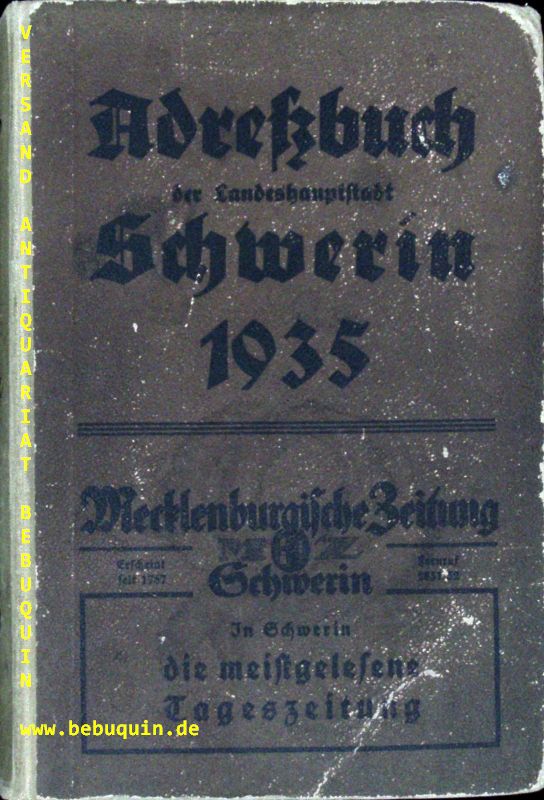 Adreßbuch
der Landeshauptstadt
Schwerin
1935
Mecklenburgische Zeitung
M Z
Erscheint
seit 1757
Schwerin
Fernruf
In Schwerin
die meistgelesene
Tageszeitung
VERSAND ANTIQUARIAT BEBUQUIN
www.bebuquin.de